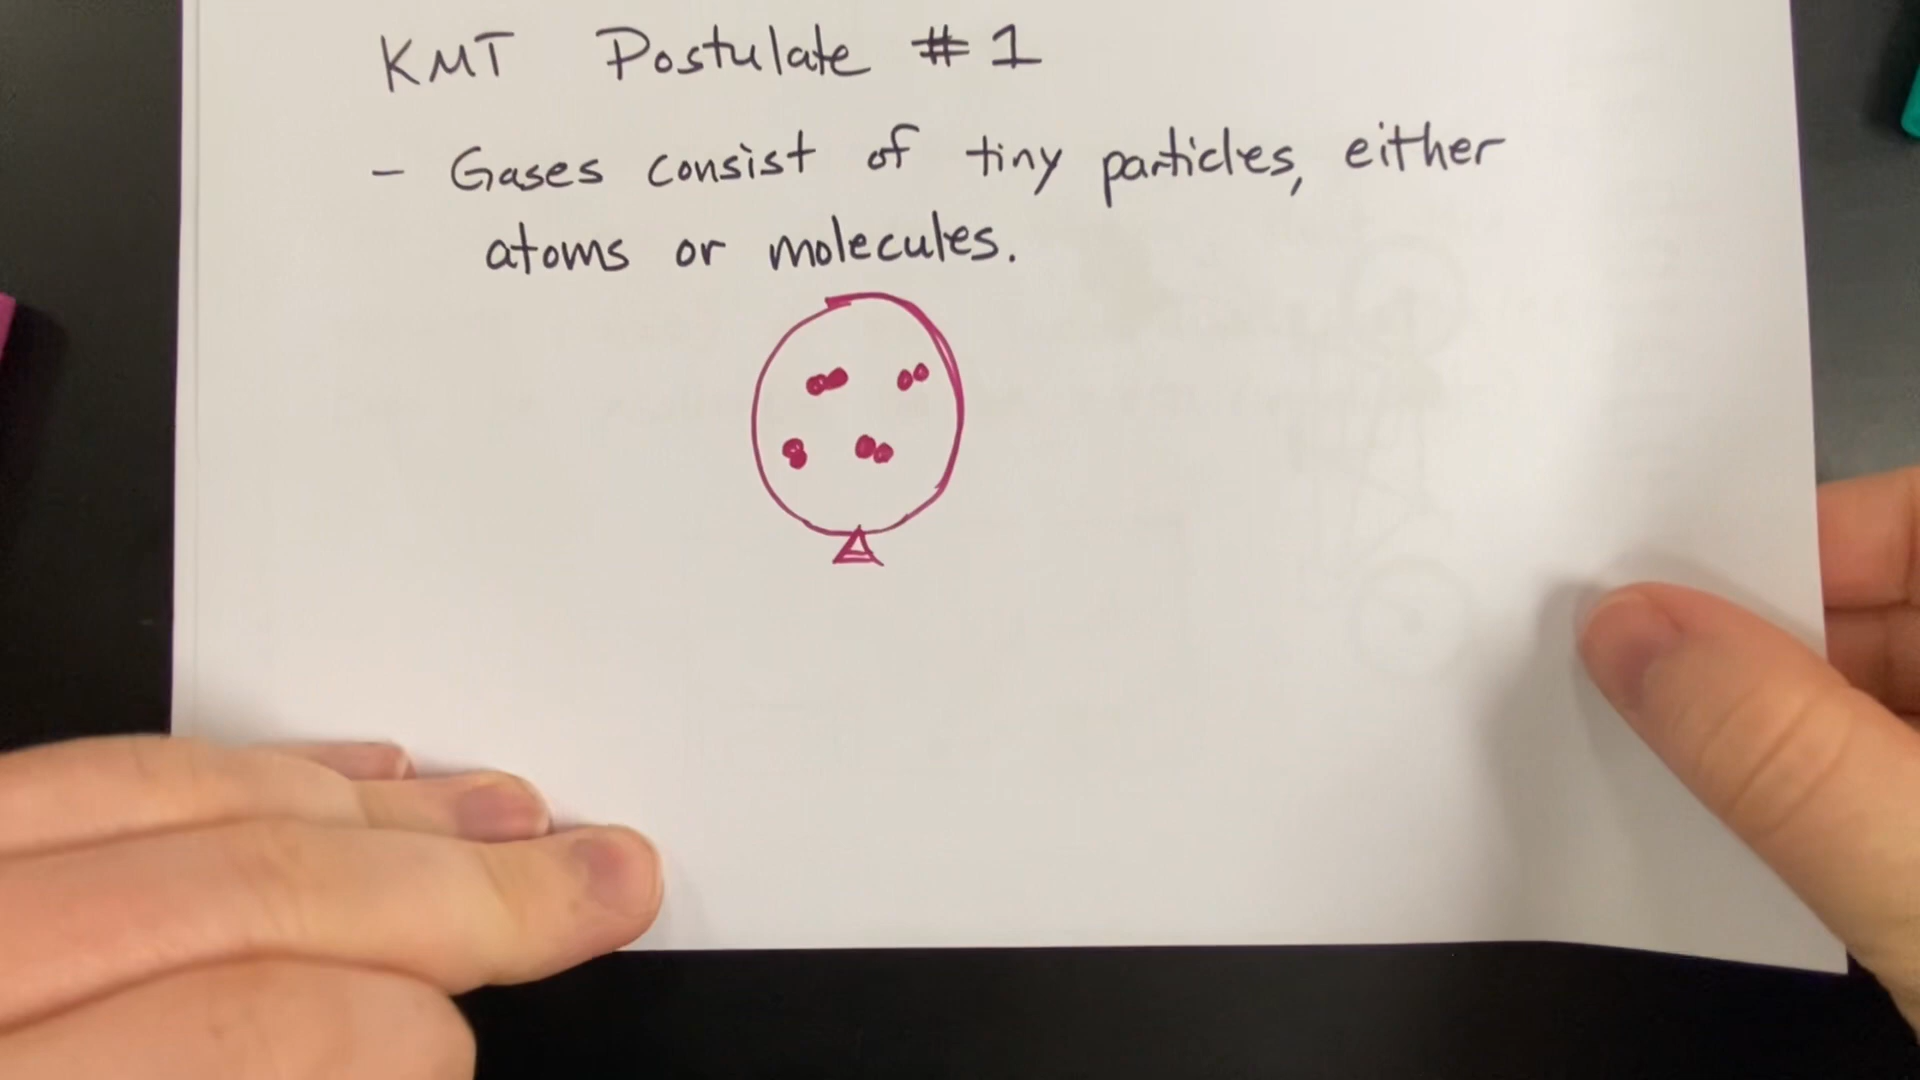 KMT Postulate #1
- Gases consist of tiny particles, either
atoms or molecules.